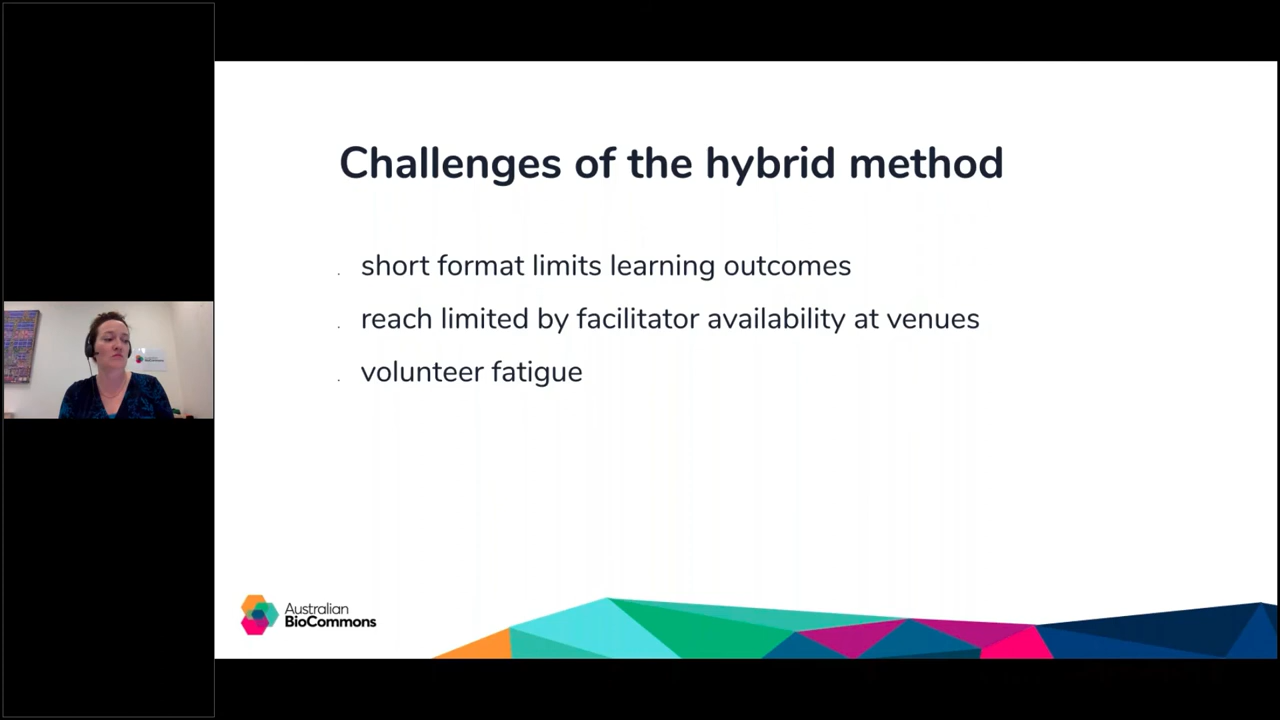 Challenges of the hybrid method
short format limits learning outcomes
reach limited by facilitator availability at venues
volunteer fatigue
Australian
BioCommons